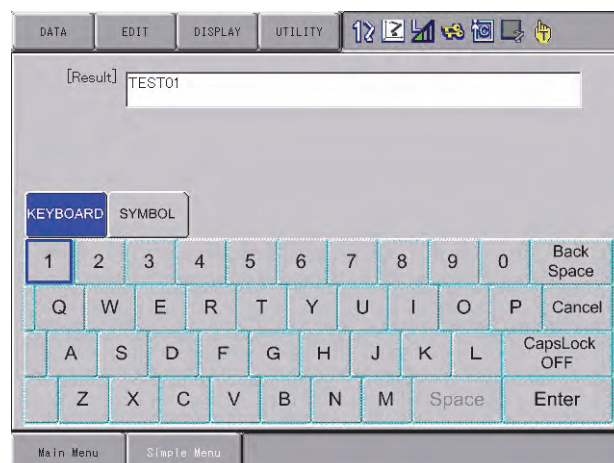 DATA EDIT DISPLAY UTILITY
[Result] TEST01
KEYBOARD SYMBOL
1 2 3 4 5 6 7 8 9 0 Back Space
Q W E R T Y U I O P Cancel
A S D F G H J K L CapsLock OFF
Z X C V B N M Space Enter
Main Menu Simple Menu